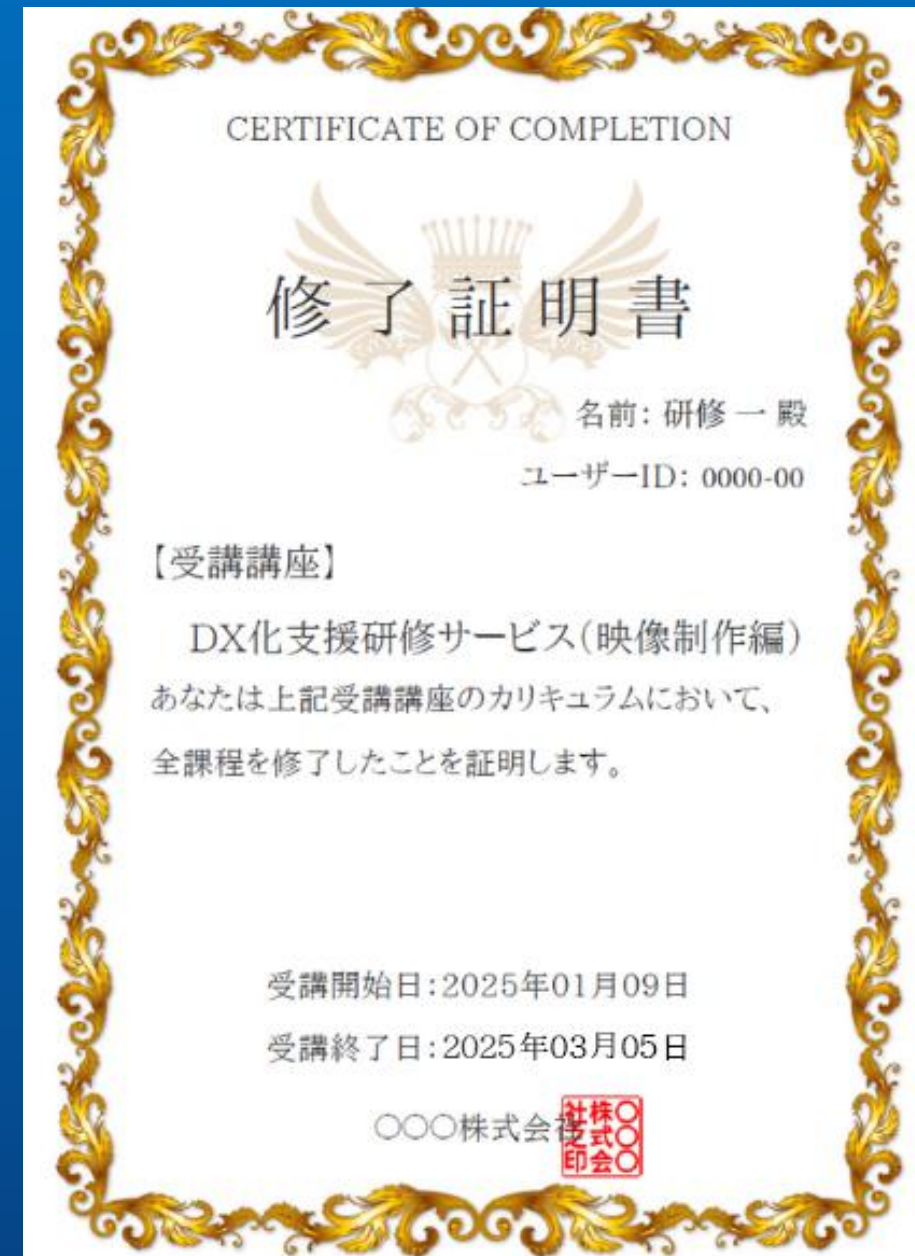 CERTIFICATE OF COMPLETION
修了証明書
名前: 研修 一 殿
ユーザーID: 0000-00
【受講講座】
DX化支援研修サービス(映像制作編)
あなたは上記受講講座のカリキュラムにおいて、
全課程を修了したことを証明します。
受講開始日:2025年01月09日
受講終了日:2025年03月05日
○○○株式会社
○○○
株式会
社之印